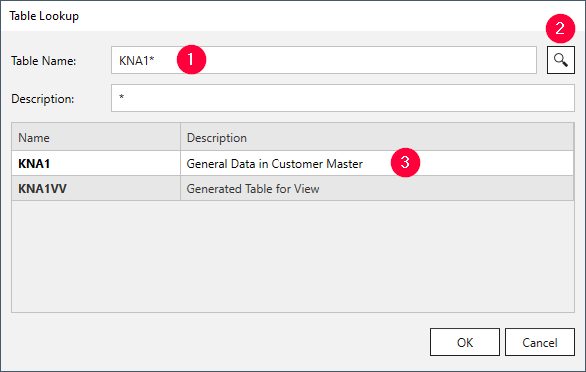 Table Lookup
2
Table Name: KNA1* 1
Description: *
Name Description
KNA1 General Data in Customer Master 3
KNA1VV Generated Table for View
OK Cancel